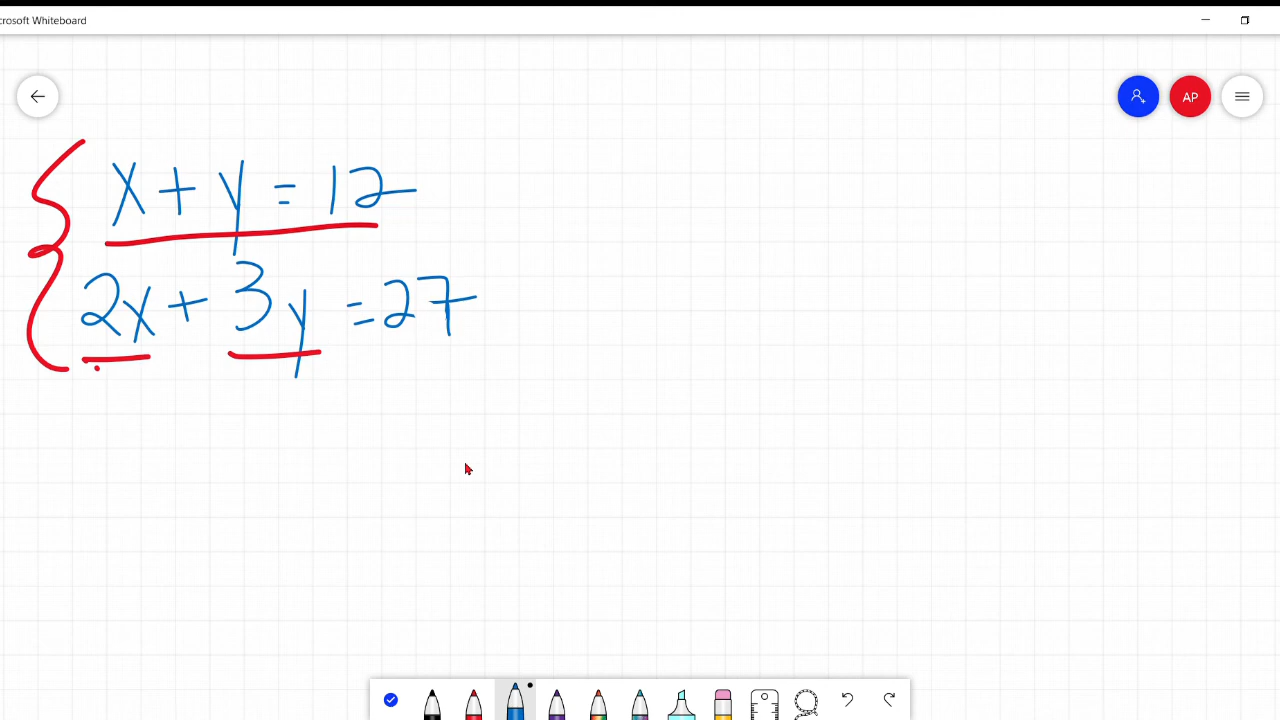 crosoft Whiteboard
AP
x + y = 12
2x + 3y = 27